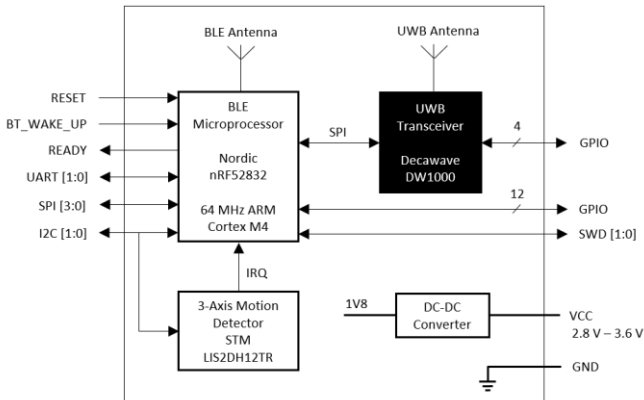 BLE Antenna
UWB Antenna
RESET
BT_WAKE_UP
READY
UART [1:0]
SPI [3:0]
I2C [1:0]
BLE
Microprocessor
Nordic
nRF52832
64 MHz ARM
Cortex M4
SPI
UWB
Transceiver
Decawave
DW1000
4
GPIO
12
GPIO
SWD [1:0]
IRQ
3-Axis Motion
Detector
STM
LIS2DH12TR
1V8
DC-DC
Converter
VCC
2.8 V – 3.6 V
GND